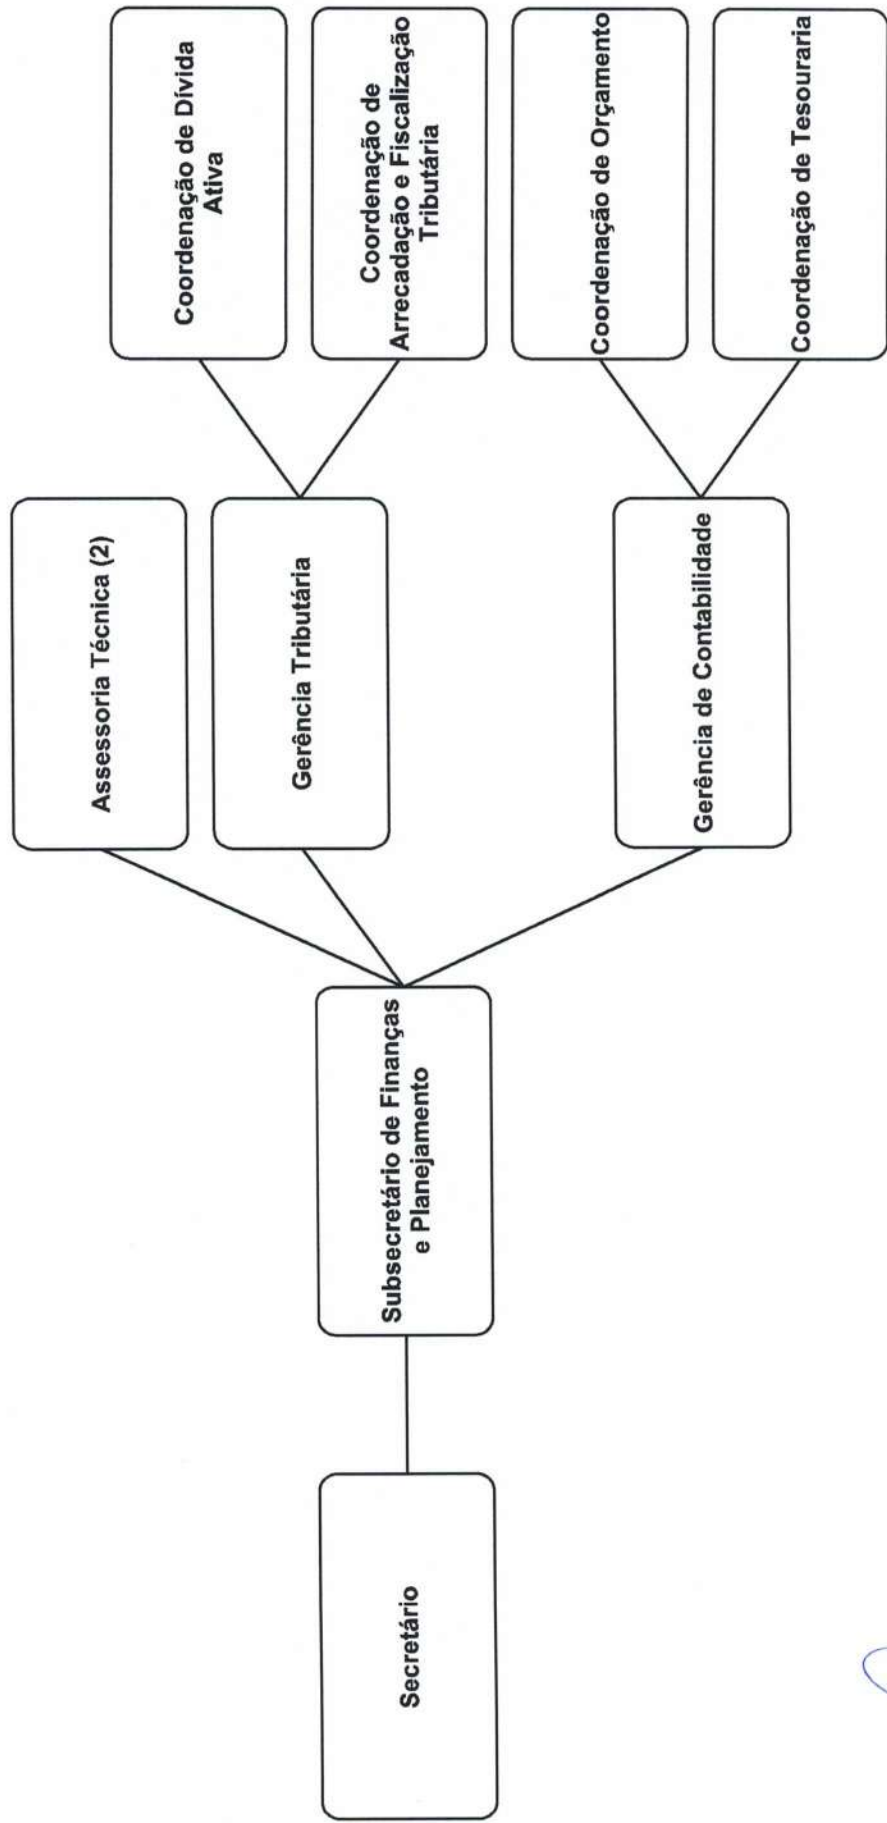 Secretário
Subsecretário de Finanças
e Planejamento
Assessoria Técnica (2)
Gerência Tributária
Gerência de Contabilidade
Coordenação de Dívida
Ativa
Coordenação de
Arrecadação e Fiscalização
Tributária
Coordenação de Orçamento
Coordenação de Tesouraria